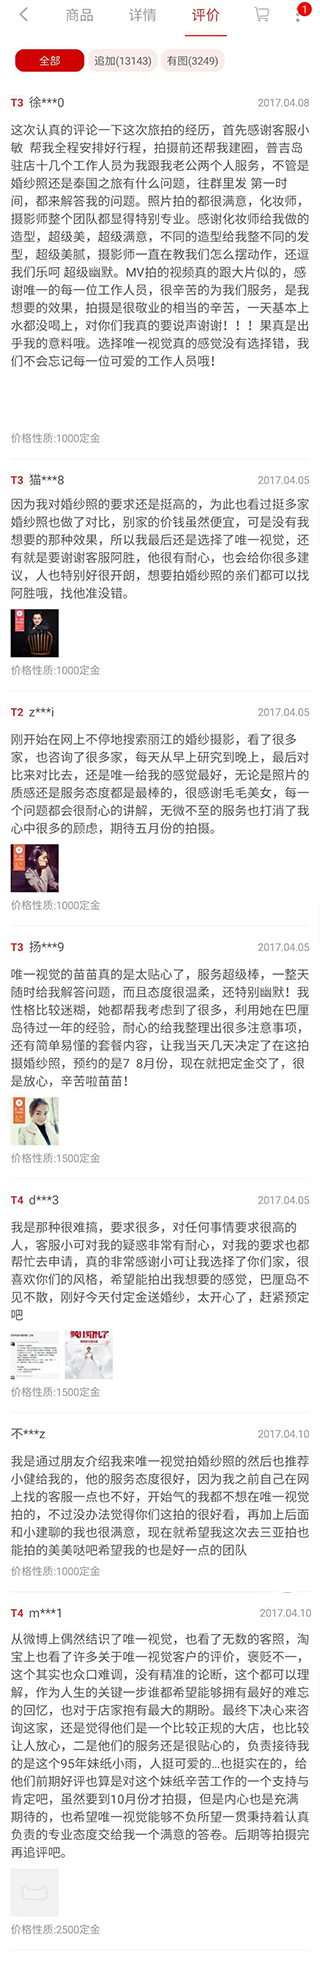 商品 详情 评价 1
全部 追加(13143) 有图(3249)
T3 徐***0 2017.04.08
这次认真的评论一下这次旅拍的经历，首先感谢客服小
敏 帮我全程安排好行程，拍摄前还帮我建圈，普吉岛
驻店十几个工作人员为我跟我老公两个人服务，不管是
婚纱照还是泰国之旅有什么问题，往群里发 第一时
间，都来解答我的问题。照片拍的都很满意，化妆师，
摄影师整个团队都显得特别专业。感谢化妆师给我做的
造型，超级美，超级满意，不同的造型给我整不同的发
型，超级美腻，摄影师一直在教我们怎么摆动作，还逗
我们乐呵 超级幽默。MV拍的视频真的跟大片似的，感
谢唯一的每一位工作人员，很辛苦的为我们服务，是我
想要的效果，拍摄是很敬业的相当的辛苦，一天基本上
水都没喝上，对你们我真的要说声谢谢！！！果真是出
乎我的意料哦。选择唯一视觉真的感觉没有选择错，我
们不会忘记每一位可爱的工作人员哦！
价格性质:1000定金
T3 猫***8 2017.04.05
因为我对婚纱照的要求还是挺高的，为此也看过挺多家
婚纱照也做了对比，别家的价钱虽然便宜，可是没有我
想要的那种效果，所以我最后还是选择了唯一视觉，还
有就是要谢谢客服阿胜，他很有耐心，也会给你很多建
议，人也特别好很开朗，想要拍婚纱照的亲们都可以找
阿胜哦，找他准没错。
价格性质:1000定金
T2 z***i 2017.04.05
刚开始在网上不停地搜索丽江的婚纱摄影，看了很多
家，也咨询了很多家，每天从早上研究到晚上，最后对
比来对比去，还是唯一给我的感觉最好，无论是照片的
质感还是服务态度都是最棒的，很感谢毛毛美女，每一
个问题都会很耐心的讲解，无微不至的服务也打消了我
心中很多的顾虑，期待五月份的拍摄。
价格性质:1000定金
T3 扬***9 2017.04.05
唯一视觉的苗苗真的是太贴心了，服务超级棒，一整天
随时给我解答问题，而且态度很温柔，还特别幽默！我
性格比较迷糊，她都帮我考虑到了很多，利用她在巴厘
岛待过一年的经验，耐心的给我整理出很多注意事项，
还有简单易懂的套餐内容，让我当天几天决定了在这拍
摄婚纱照，预约的是7 8月份，现在就把定金交了，很
是放心，辛苦啦苗苗！
价格性质:1500定金
T4 d***3 2017.04.05
我是那种很难搞，要求很多，对任何事情要求很高的
人，客服小可对我的疑惑非常有耐心，对我的要求也都
帮忙去申请，真的非常感谢小可让我选择了你们家，很
喜欢你们的风格，希望能拍出我想要的感觉，巴厘岛不
见不散，刚好今天付定金送婚纱，太开心了，赶紧预定
吧
价格性质:1500定金
不***z 2017.04.10
我是通过朋友介绍我来唯一视觉拍婚纱照的然后也推荐
小健给我的，他的服务态度很好，因为我之前自己在网
上找的客服一点也不好，开始气的我都不想在唯一视觉
拍的，不过没办法觉得你们这拍的很好看，再加上后面
和小建聊的我也很满意，现在就希望我这次去三亚拍也
能拍的美美哒吧希望我的也是好一点的团队
价格性质:1000定金
T4 m***1 2017.04.10
从微博上偶然结识了唯一视觉，也看了无数的客照，淘
宝上也看了许多关于唯一视觉客户的评价，褒贬不一，
这个其实也众口难调，没有精准的论断，这个都可以理
解，作为人生的关键一步谁都希望能够拥有最好的难忘
的回忆，也对于店家抱有最大的期盼。最终下决心来咨
询这家，还是觉得他们是一个比较正规的大店，也比较
让人放心，二是他们的服务还是很贴心的，负责接待我
的是这个95年妹纸小雨，人挺可爱的...也挺实在的，给
他们前期好评也算是对这个妹纸辛苦工作的一个支持与
肯定吧，虽然要到10月份才拍摄，但是内心也是充满
期待的，也希望唯一视觉能够不负所望一贯秉持着认真
负责的专业态度交给我一个满意的答卷。后期等拍摄完
再追评吧。
价格性质:2500定金